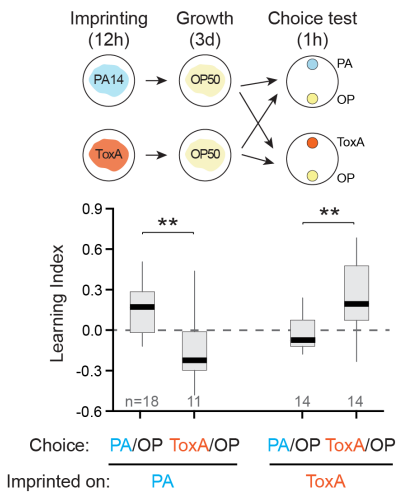 Imprinting Growth Choice test
(12h) (3d) (1h)
PA14 OP50 PA
OP
ToxA OP50 ToxA
OP
0.9
** **
0.6
0.3
0.0
-0.3
-0.6
Learning Index
n=18 11 14 14
Choice: PA/OP ToxA/OP PA/OP ToxA/OP
Imprinted on: PA ToxA